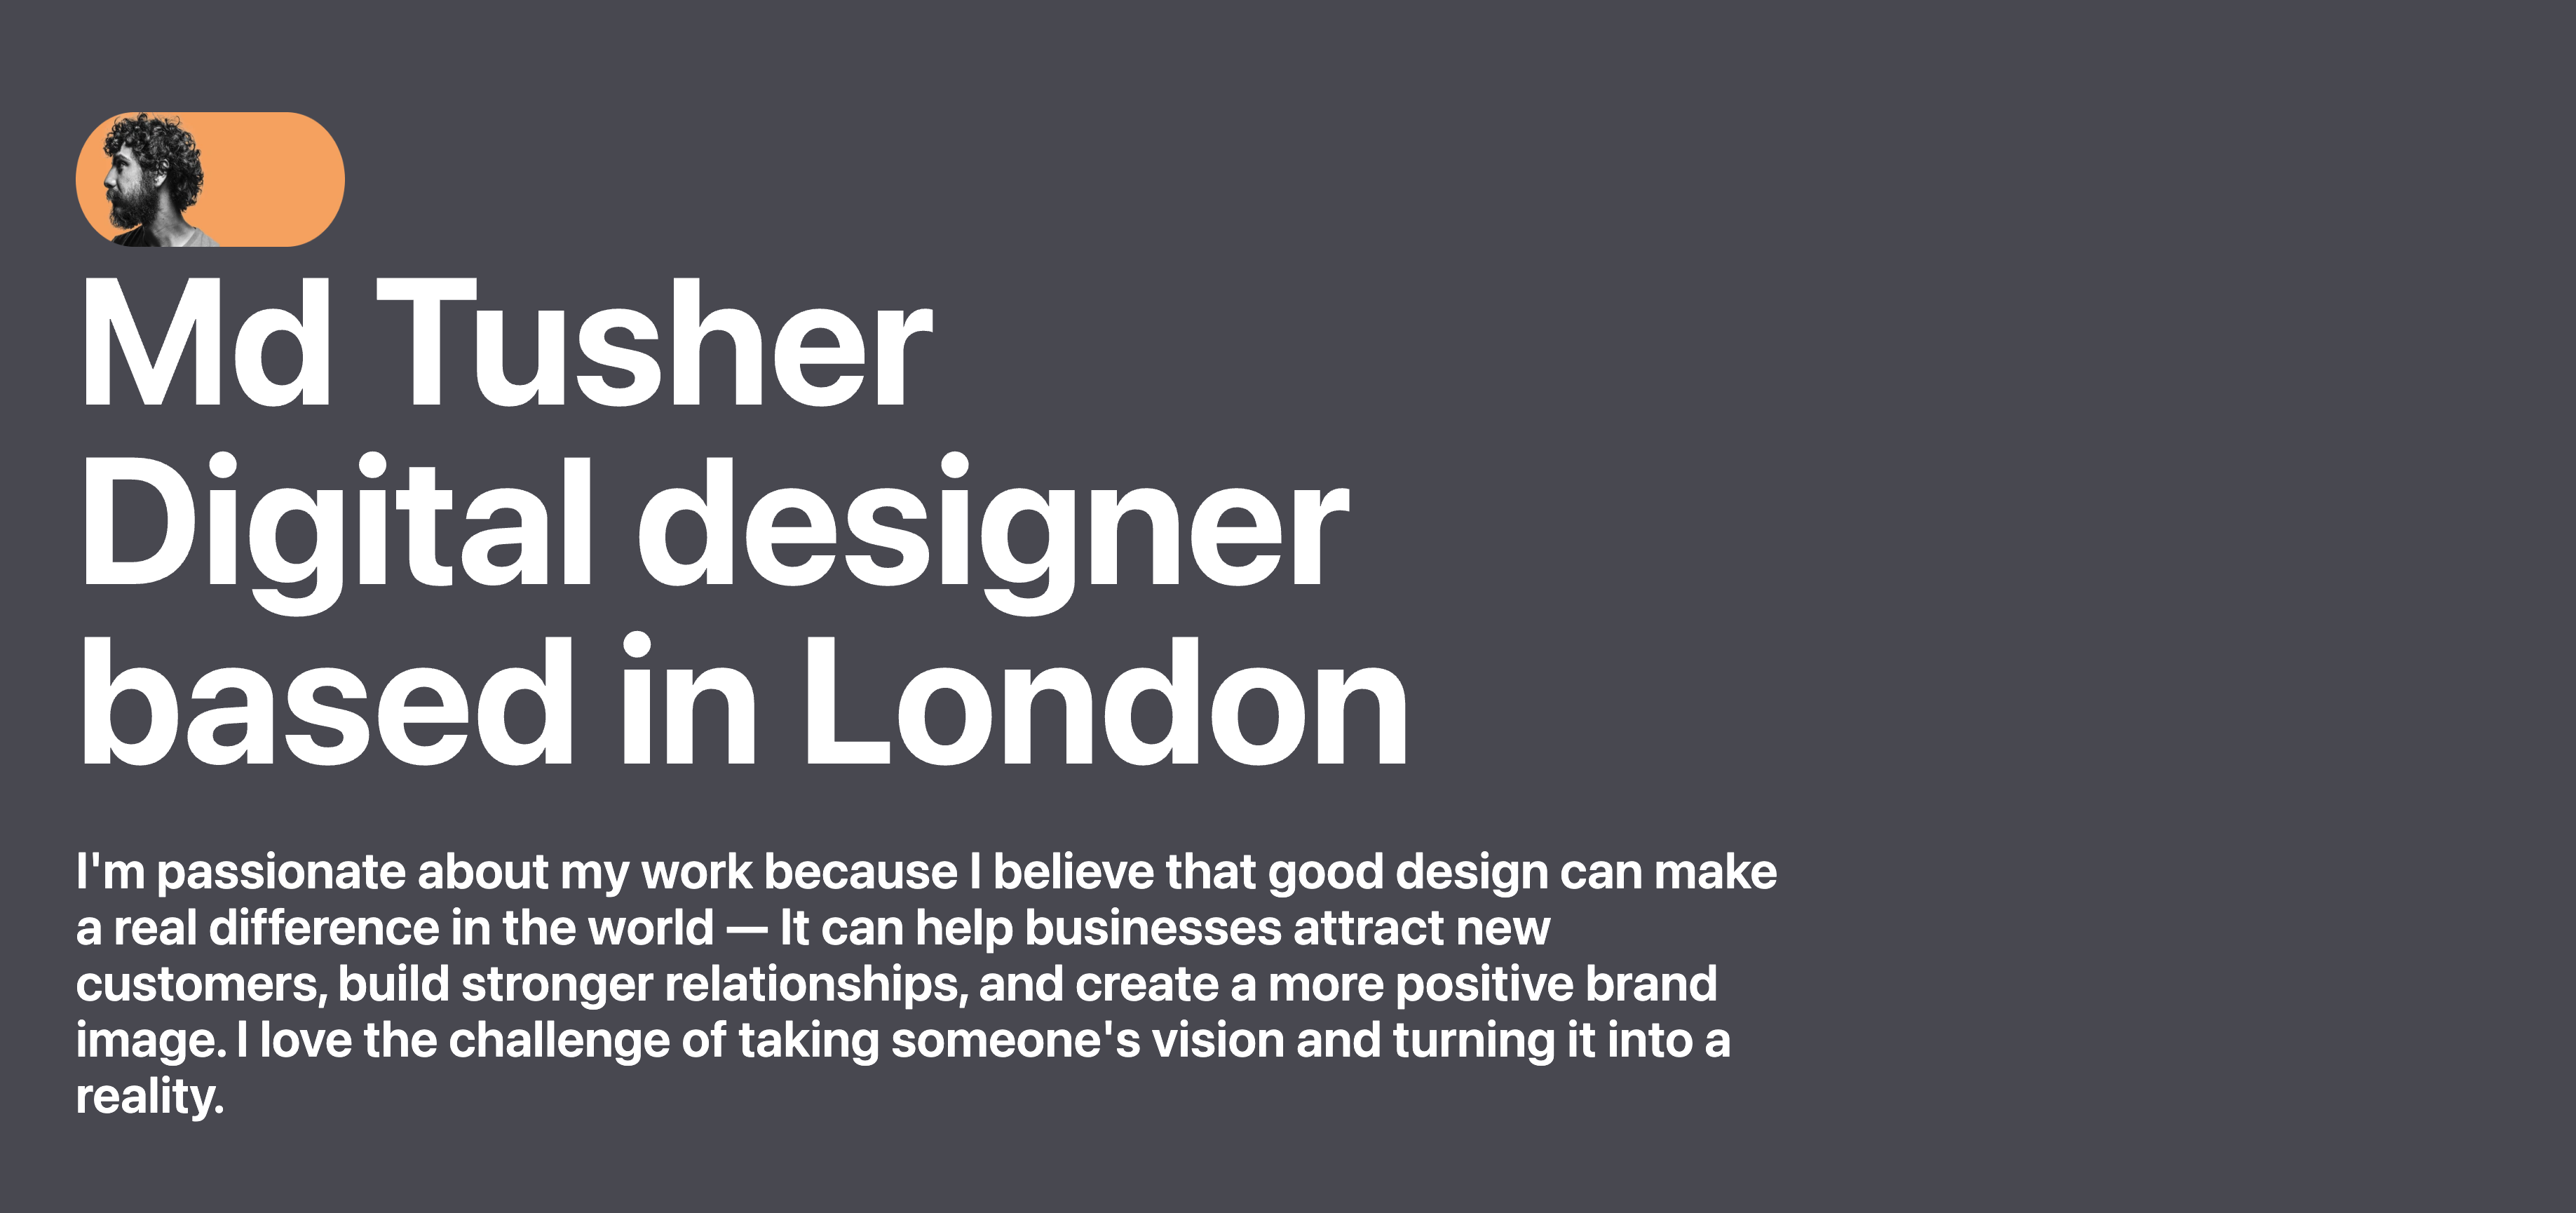 Md Tusher
Digital designer
based in London
I'm passionate about my work because I believe that good design can make
a real difference in the world — It can help businesses attract new
customers, build stronger relationships, and create a more positive brand
image. I love the challenge of taking someone's vision and turning it into a
reality.